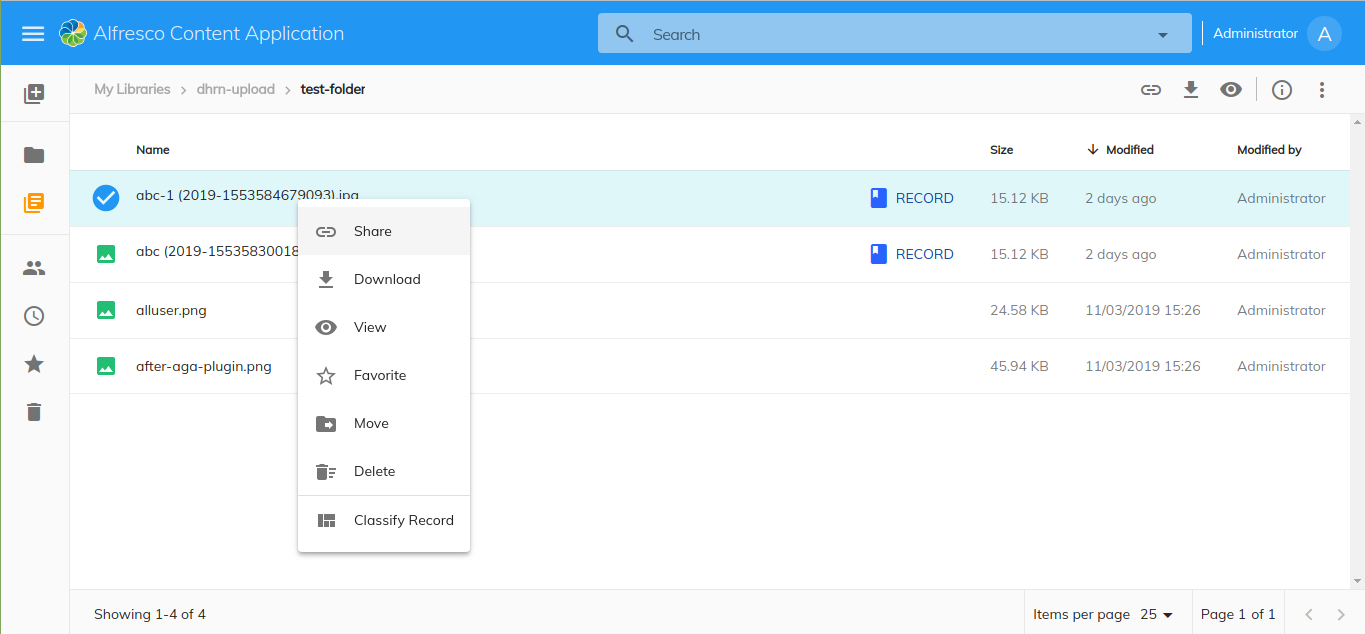 Alfresco Content Application
Search
Administrator A
My Libraries > dhrn-upload > test-folder
Name Size Modified Modified by
abc-1 (2019-1553584679093).jpg RECORD 15.12 KB 2 days ago Administrator
abc (2019-15535830018 RECORD 15.12 KB 2 days ago Administrator
alluser.png 24.58 KB 11/03/2019 15:26 Administrator
after-aga-plugin.png 45.94 KB 11/03/2019 15:26 Administrator
Share
Download
View
Favorite
Move
Delete
Classify Record
Showing 1-4 of 4 Items per page 25 Page 1 of 1